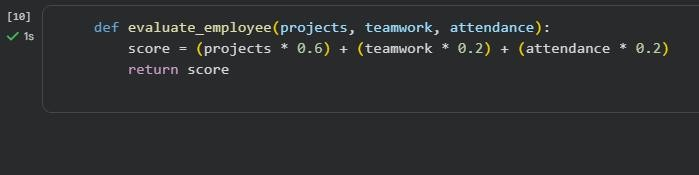 [10]
1s
def evaluate_employee(projects, teamwork, attendance):
    score = (projects * 0.6) + (teamwork * 0.2) + (attendance * 0.2)
    return score